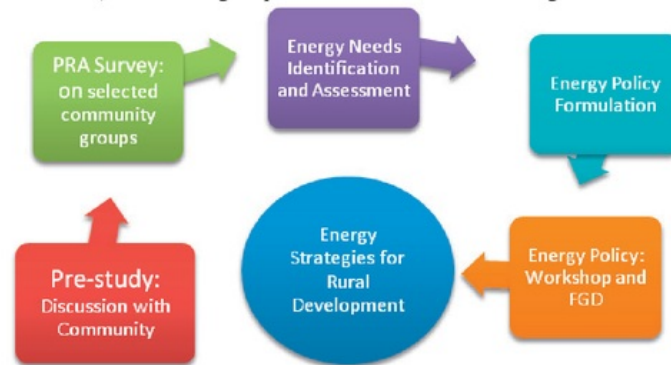 PRA Survey:
on selected
community
groups
Energy Needs
Identification
and Assessment
Energy Policy
Formulation
Energy Policy:
Workshop and
FGD
Energy
Strategies for
Rural
Development
Pre-study:
Discussion with
Community